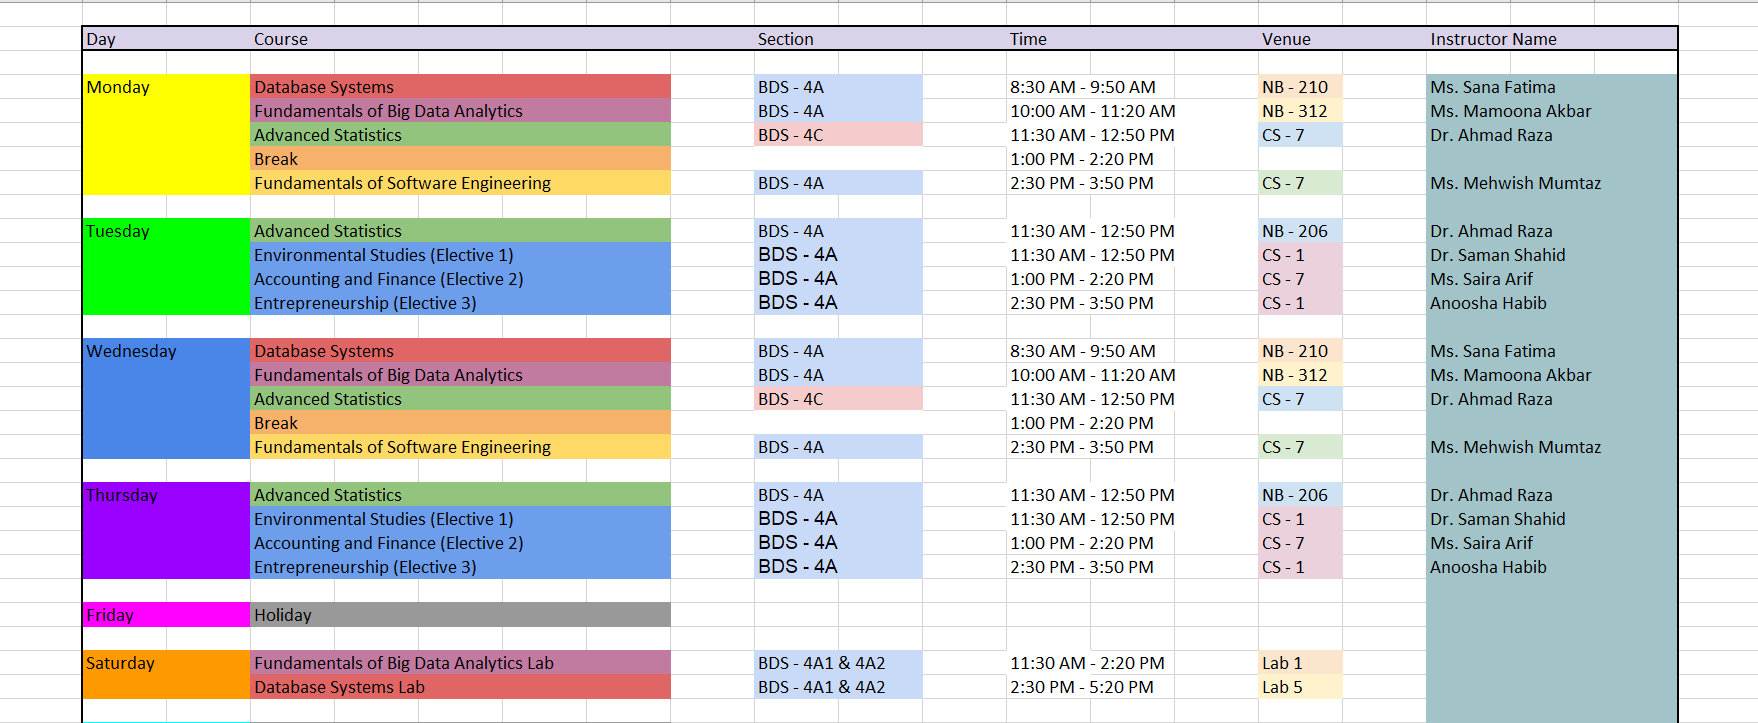 Day Course Section Time Venue Instructor Name
Monday Database Systems BDS - 4A 8:30 AM - 9:50 AM NB - 210 Ms. Sana Fatima
Fundamentals of Big Data Analytics BDS - 4A 10:00 AM - 11:20 AM NB - 312 Ms. Mamoona Akbar
Advanced Statistics BDS - 4C 11:30 AM - 12:50 PM CS - 7 Dr. Ahmad Raza
Break 1:00 PM - 2:20 PM
Fundamentals of Software Engineering BDS - 4A 2:30 PM - 3:50 PM CS - 7 Ms. Mehwish Mumtaz
Tuesday Advanced Statistics BDS - 4A 11:30 AM - 12:50 PM NB - 206 Dr. Ahmad Raza
Environmental Studies (Elective 1) BDS - 4A 11:30 AM - 12:50 PM CS - 1 Dr. Saman Shahid
Accounting and Finance (Elective 2) BDS - 4A 1:00 PM - 2:20 PM CS - 7 Ms. Saira Arif
Entrepreneurship (Elective 3) BDS - 4A 2:30 PM - 3:50 PM CS - 1 Anoosha Habib
Wednesday Database Systems BDS - 4A 8:30 AM - 9:50 AM NB - 210 Ms. Sana Fatima
Fundamentals of Big Data Analytics BDS - 4A 10:00 AM - 11:20 AM NB - 312 Ms. Mamoona Akbar
Advanced Statistics BDS - 4C 11:30 AM - 12:50 PM CS - 7 Dr. Ahmad Raza
Break 1:00 PM - 2:20 PM
Fundamentals of Software Engineering BDS - 4A 2:30 PM - 3:50 PM CS - 7 Ms. Mehwish Mumtaz
Thursday Advanced Statistics BDS - 4A 11:30 AM - 12:50 PM NB - 206 Dr. Ahmad Raza
Environmental Studies (Elective 1) BDS - 4A 11:30 AM - 12:50 PM CS - 1 Dr. Saman Shahid
Accounting and Finance (Elective 2) BDS - 4A 1:00 PM - 2:20 PM CS - 7 Ms. Saira Arif
Entrepreneurship (Elective 3) BDS - 4A 2:30 PM - 3:50 PM CS - 1 Anoosha Habib
Friday Holiday
Saturday Fundamentals of Big Data Analytics Lab BDS - 4A1 & 4A2 11:30 AM - 2:20 PM Lab 1
Database Systems Lab BDS - 4A1 & 4A2 2:30 PM - 5:20 PM Lab 5